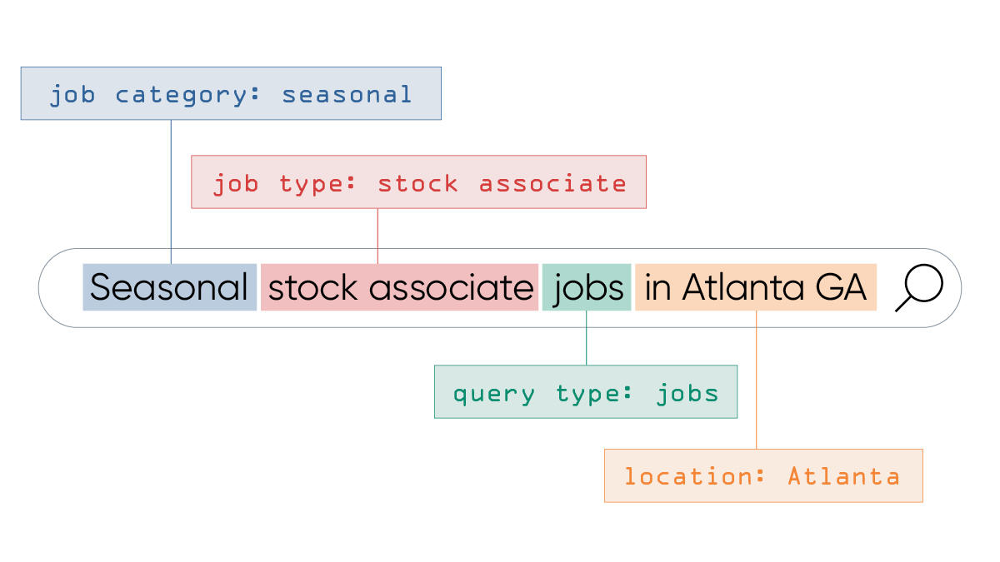 job category: seasonal
job type: stock associate
Seasonal stock associate jobs in Atlanta GA
query type: jobs
location: Atlanta